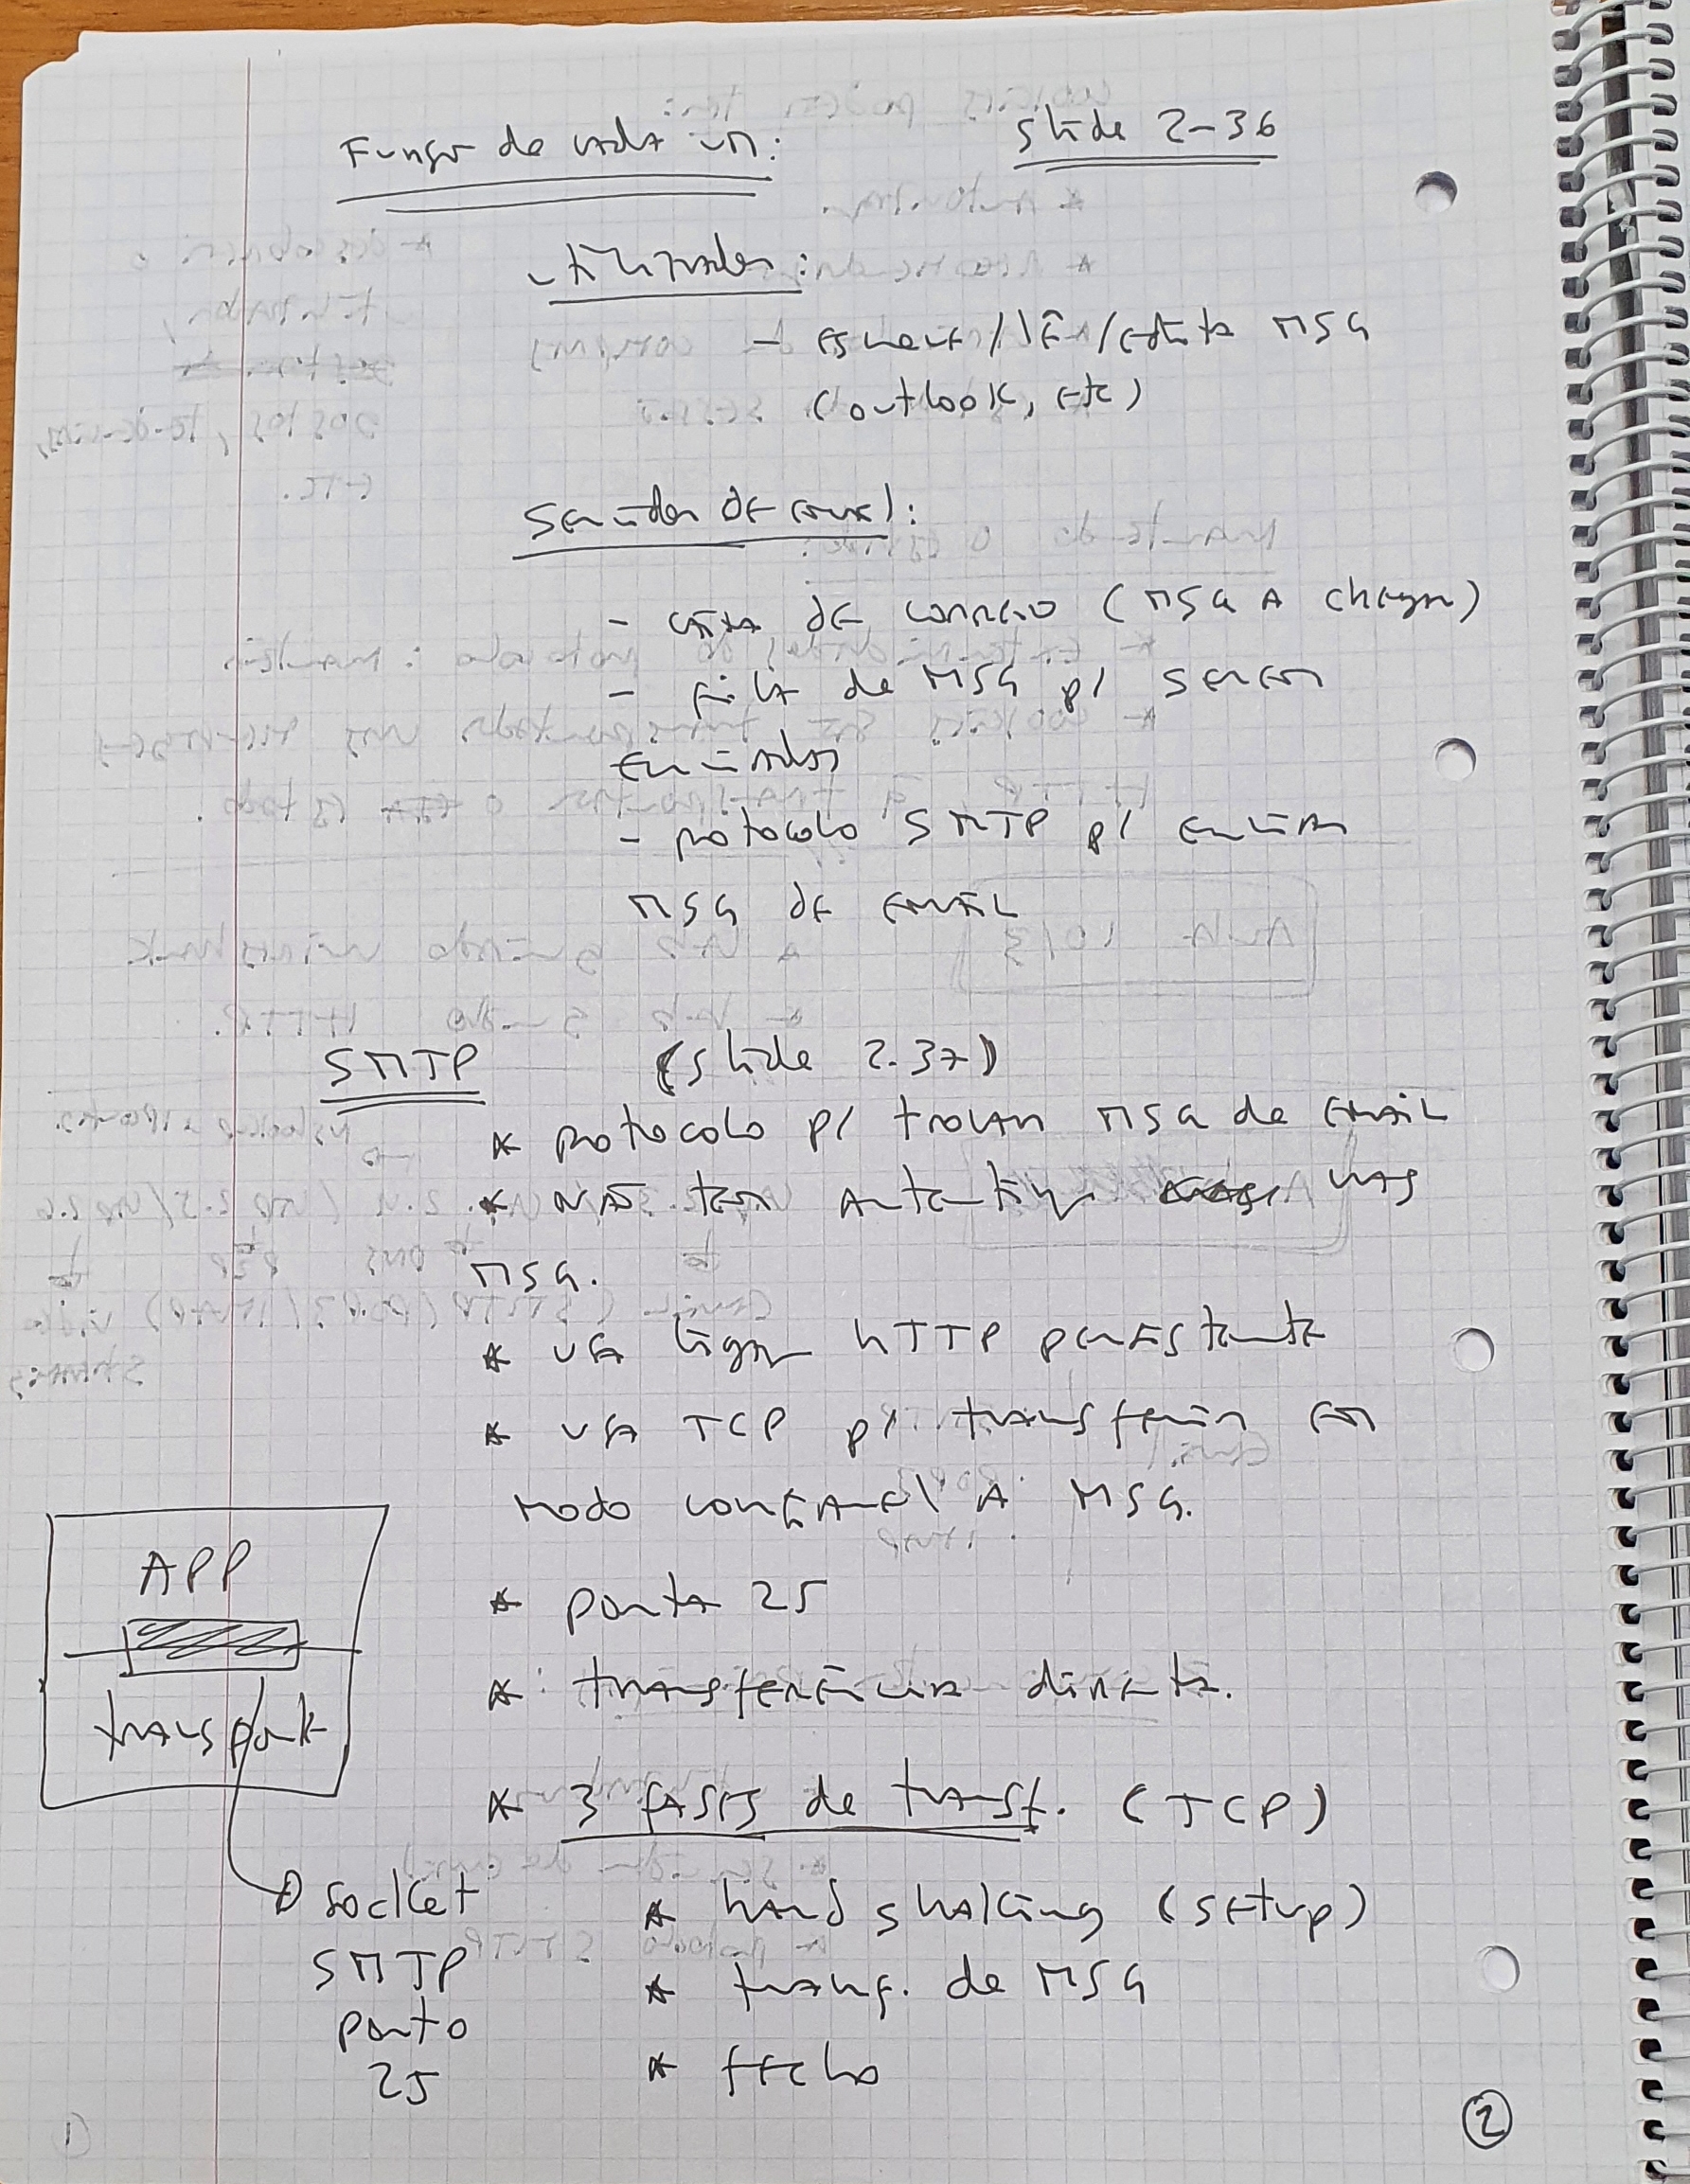 Função de cada um: slide 2-36
utilizador:
- escreve/lê/edita MSG
(outlook, etc)
Servidor de email:
- caixa de correio (MSG a chegar)
- fila de MSG p/ serem
enviadas
- protocolo SMTP p/ enviar
MSG de email
SMTP (slide 2.37)
* protocolo p/ trocar MSG de email
* não tem autentição nas
MSG.
* usa ligação HTTP persistente
* usa TCP p/ transferir em
modo confiável a MSG.
* porta 25
* transferência directa.
* 3 fases de transf. (TCP)
* handshaking (setup)
* transf. de MSG
* fecho
APP
transport
socket
SMTP
porto
25
2
1